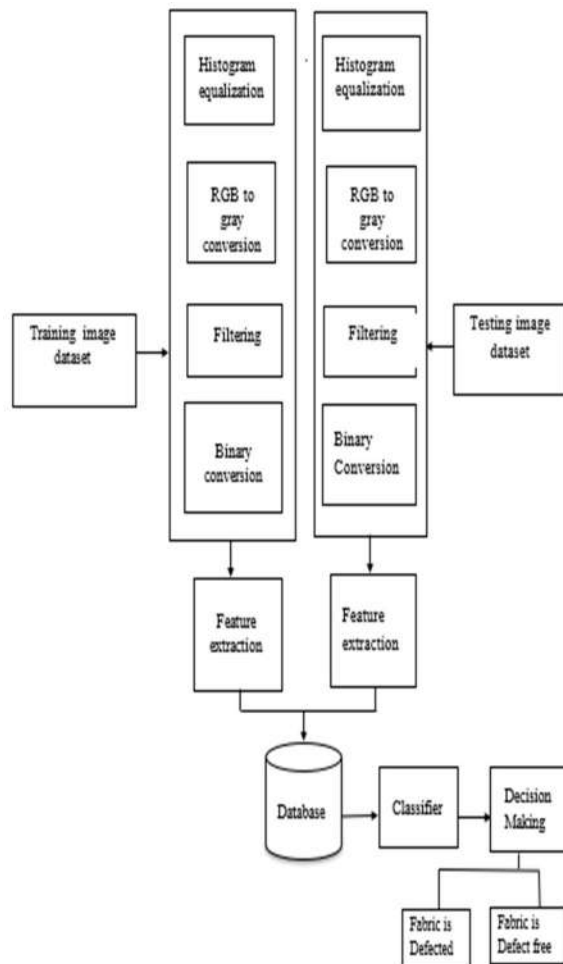 Histogram
equalization
Histogram
equalization
RGB to
gray
conversion
RGB to
gray
conversion
Training image
dataset
Filtering
Filtering
Testing image
dataset
Binary
conversion
Binary
Conversion
Feature
extraction
Feature
extraction
Database
Classifier
Decision
Making
Fabric is
Defected
Fabric is
Defect free